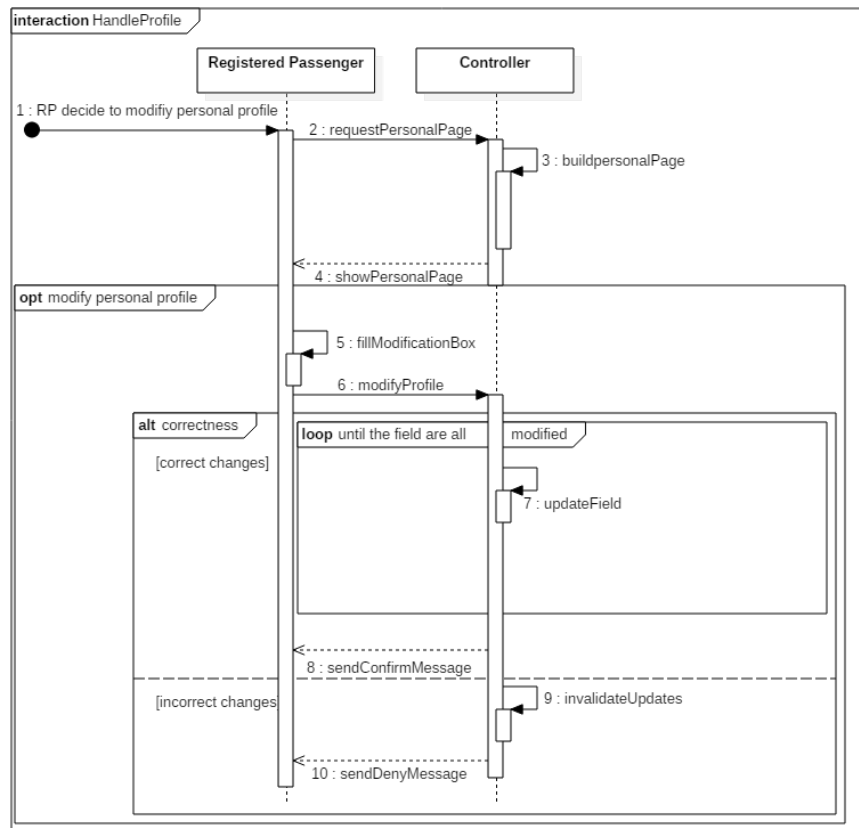 interaction HandleProfile
Registered Passenger
Controller
1 : RP decide to modifiy personal profile
2 : requestPersonalPage
3 : buildpersonalPage
4 : showPersonalPage
opt modify personal profile
5 : fillModificationBox
6 : modifyProfile
alt correctness
loop until the field are all modified
[correct changes]
7 : updateField
8 : sendConfirmMessage
[incorrect changes]
9 : invalidateUpdates
10 : sendDenyMessage